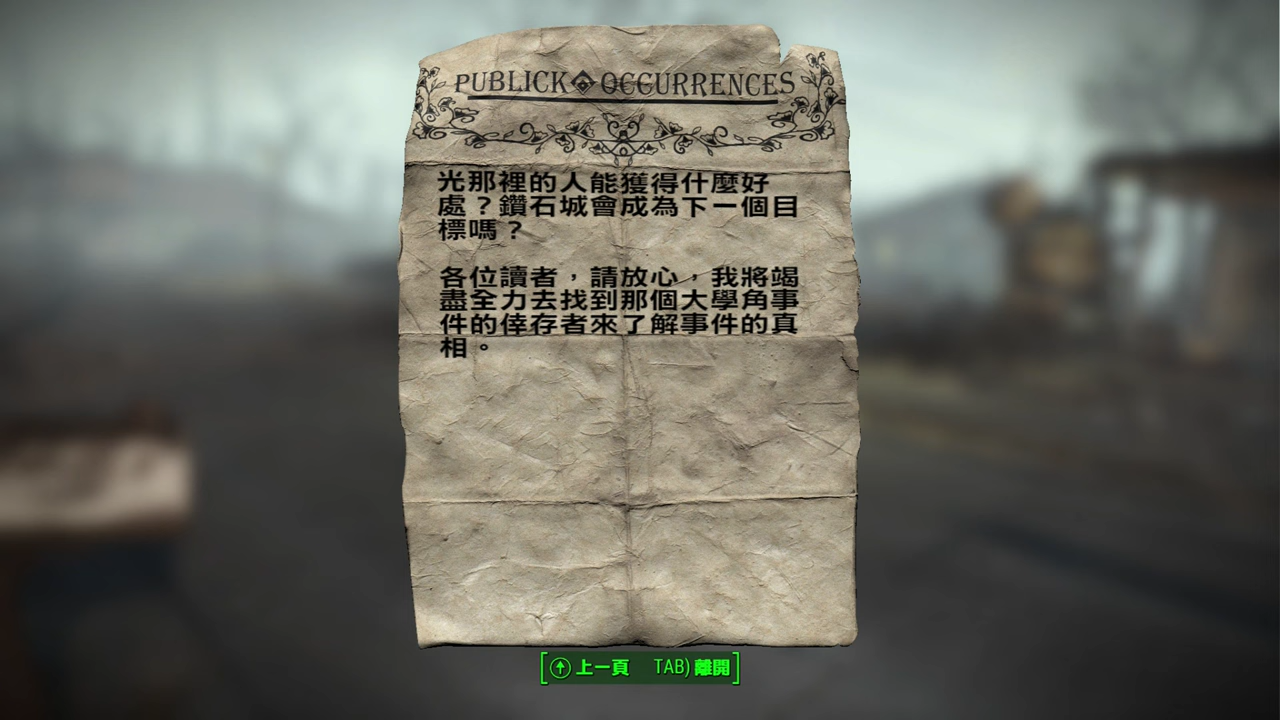 PUBLICK OCCURRENCES
光那裡的人能獲得什麼好
處？鑽石城會成為下一個目
標嗎？
各位讀者，請放心，我將竭
盡全力去找到那個大學角事
件的倖存者來了解事件的真
相。
上一頁 TAB) 離開